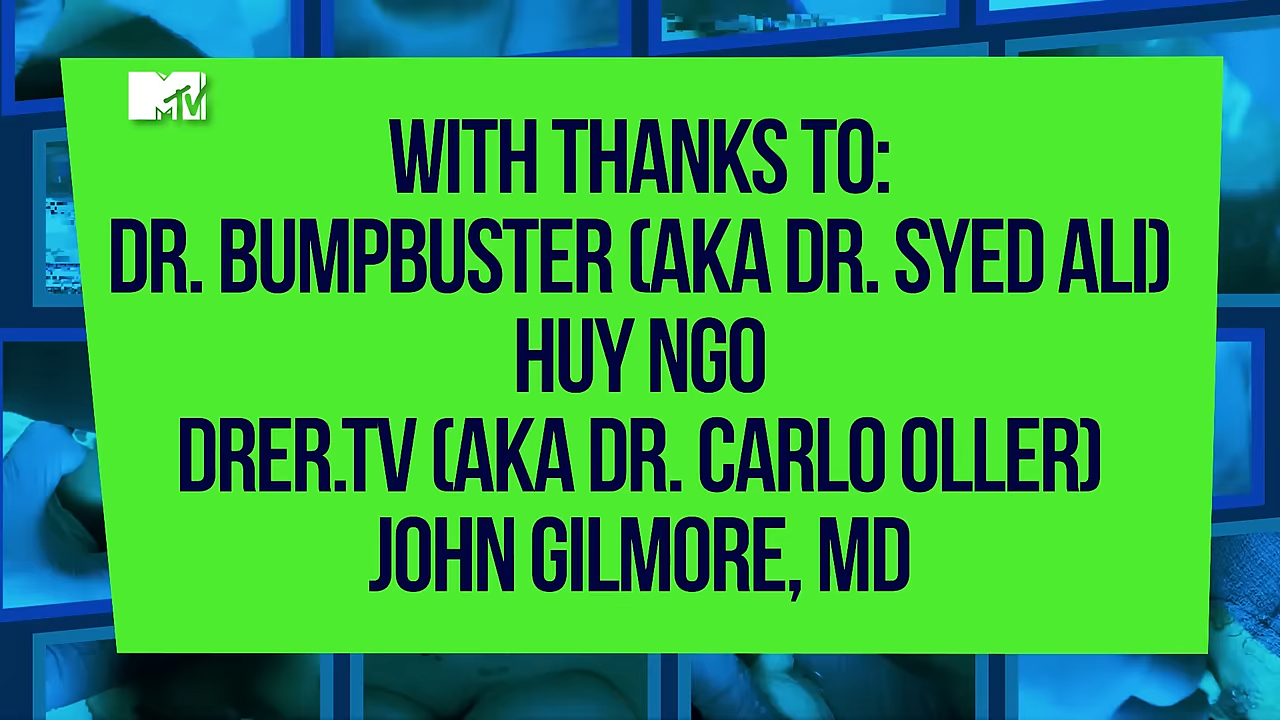 MTV
WITH THANKS TO:
DR. BUMPBUSTER (AKA DR. SYED ALI)
HUY NGO
DRER.TV (AKA DR. CARLO OLLER)
JOHN GILMORE, MD